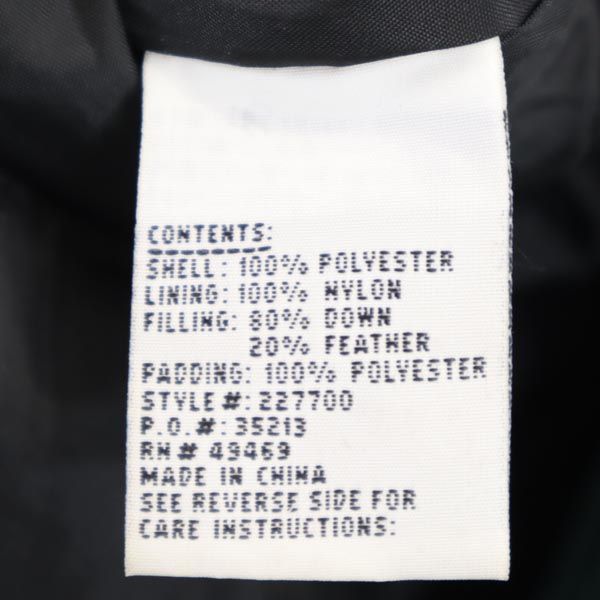 CONTENTS:
SHELL: 100% POLYESTER
LINING: 100% NYLON
FILLING: 80% DOWN
20% FEATHER
PADDING: 100% POLYESTER
STYLE #: 227700
P.O. #: 35213
RN# 49469
MADE IN CHINA
SEE REVERSE SIDE FOR
CARE INSTRUCTIONS: